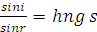 sini/sinr = hng s